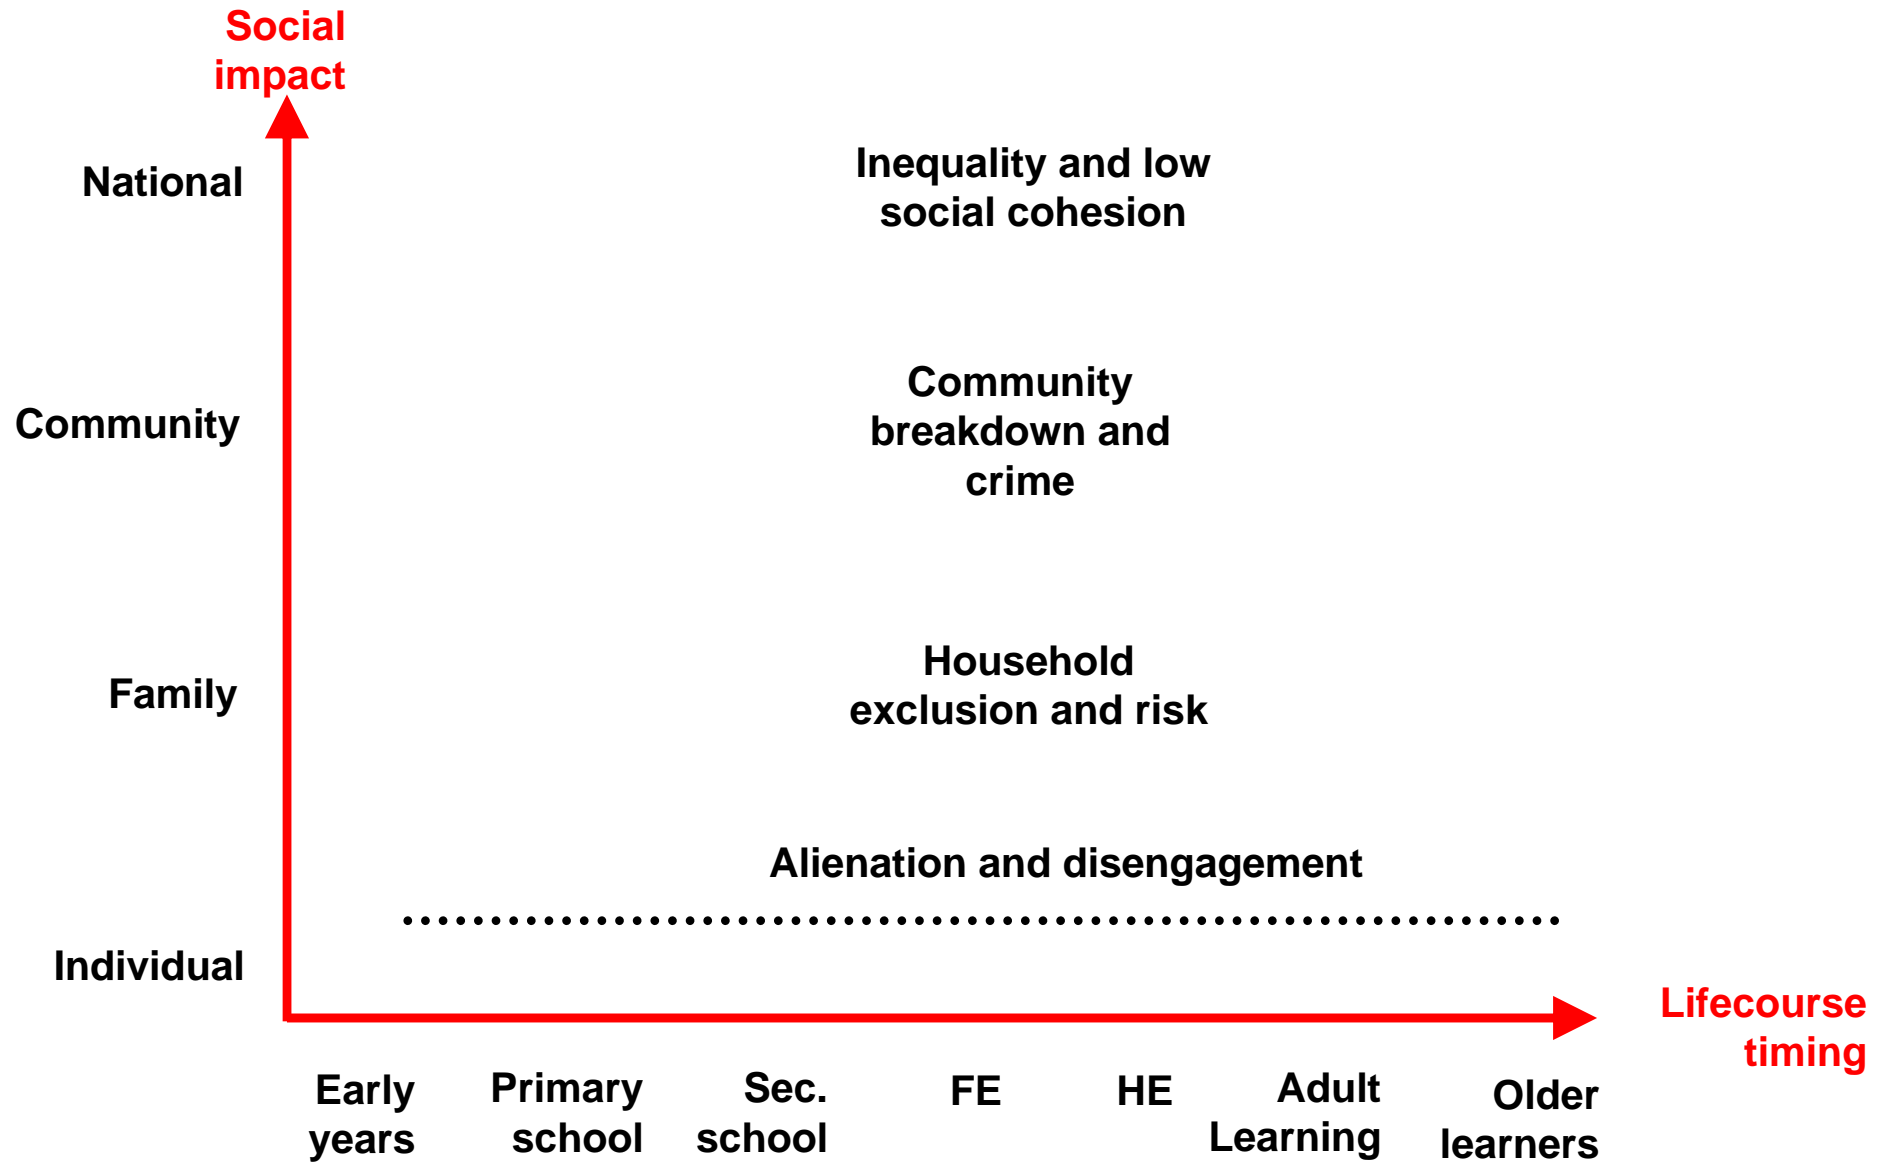 Social
impact
National
Inequality and low
social cohesion
Community
Community
breakdown and
crime
Family
Household
exclusion and risk
Alienation and disengagement
Individual
Lifecourse
timing
Early
years
Primary
school
Sec.
school
FE
HE
Adult
Learning
Older
learners